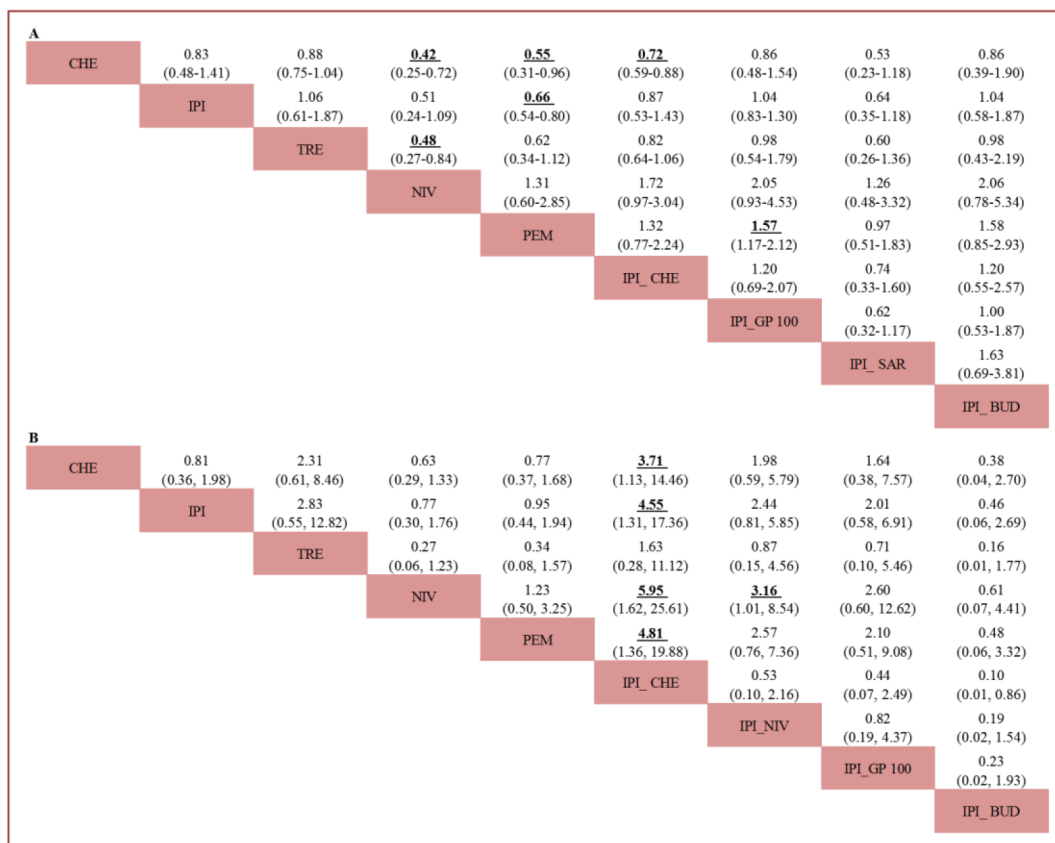 A
CHE 0.83 0.88 0.42 0.55 0.72 0.86 0.53 0.86
(0.48-1.41) (0.75-1.04) (0.25-0.72) (0.31-0.96) (0.59-0.88) (0.48-1.54) (0.23-1.18) (0.39-1.90)
IPI 1.06 0.51 0.66 0.87 1.04 0.64 1.04
(0.61-1.87) (0.24-1.09) (0.54-0.80) (0.53-1.43) (0.83-1.30) (0.35-1.18) (0.58-1.87)
TRE 0.48 0.62 0.82 0.98 0.60 0.98
(0.27-0.84) (0.34-1.12) (0.64-1.06) (0.54-1.79) (0.26-1.36) (0.43-2.19)
NIV 1.31 1.72 2.05 1.26 2.06
(0.60-2.85) (0.97-3.04) (0.93-4.53) (0.48-3.32) (0.78-5.34)
PEM 1.32 1.57 0.97 1.58
(0.77-2.24) (1.17-2.12) (0.51-1.83) (0.85-2.93)
IPI_ CHE 1.20 0.74 1.20
(0.69-2.07) (0.33-1.60) (0.55-2.57)
IPI_GP 100 0.62 1.00
(0.32-1.17) (0.53-1.87)
IPI_ SAR 1.63
(0.69-3.81)
IPI_ BUD
B
CHE 0.81 2.31 0.63 0.77 3.71 1.98 1.64 0.38
(0.36, 1.98) (0.61, 8.46) (0.29, 1.33) (0.37, 1.68) (1.13, 14.46) (0.59, 5.79) (0.38, 7.57) (0.04, 2.70)
IPI 2.83 0.77 0.95 4.55 2.44 2.01 0.46
(0.55, 12.82) (0.30, 1.76) (0.44, 1.94) (1.31, 17.36) (0.81, 5.85) (0.58, 6.91) (0.06, 2.69)
TRE 0.27 0.34 1.63 0.87 0.71 0.16
(0.06, 1.23) (0.08, 1.57) (0.28, 11.12) (0.15, 4.56) (0.10, 5.46) (0.01, 1.77)
NIV 1.23 5.95 3.16 2.60 0.61
(0.50, 3.25) (1.62, 25.61) (1.01, 8.54) (0.60, 12.62) (0.07, 4.41)
PEM 4.81 2.57 2.10 0.48
(1.36, 19.88) (0.76, 7.36) (0.51, 9.08) (0.06, 3.32)
IPI_ CHE 0.53 0.44 0.10
(0.10, 2.16) (0.07, 2.49) (0.01, 0.86)
IPI_NIV 0.82 0.19
(0.19, 4.37) (0.02, 1.54)
IPI_GP 100 0.23
(0.02, 1.93)
IPI_ BUD